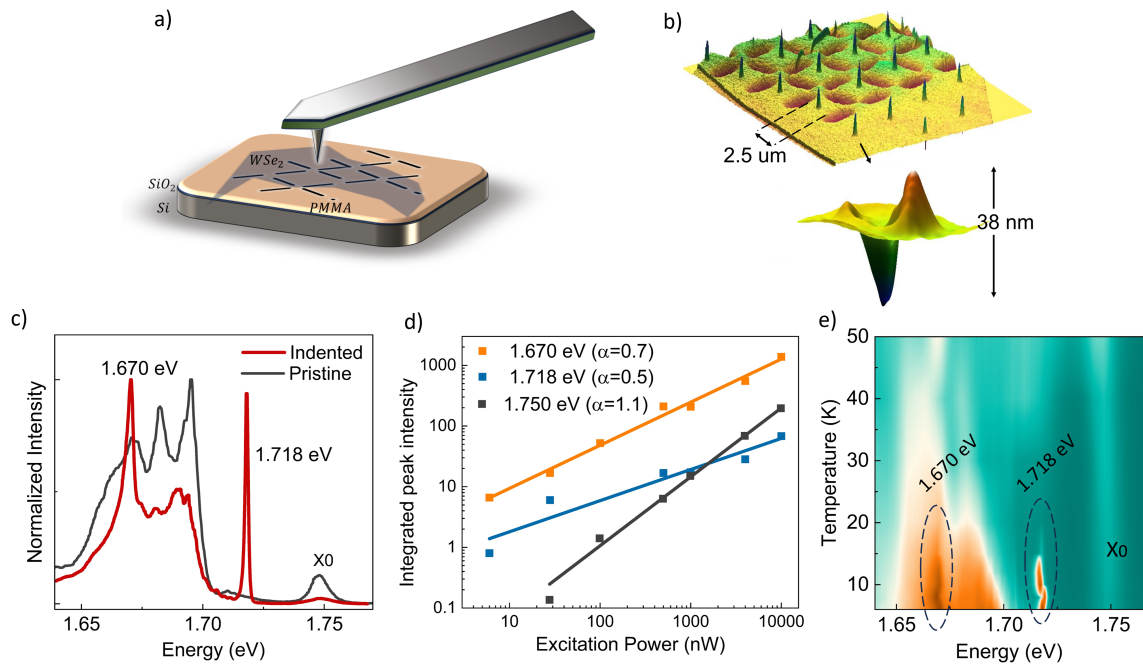 a)
WSe2
SiO2
Si
PMMA
b)
2.5 um
38 nm
c)
Normalized Intensity
1.670 eV
Indented
Pristine
1.718 eV
X0
1.65
1.70
1.75
Energy (eV)
d)
Integrated peak intensity
1000
100
10
1
0.1
1.670 eV (α=0.7)
1.718 eV (α=0.5)
1.750 eV (α=1.1)
10
100
1000
10000
Excitation Power (nW)
e)
Temperature (K)
50
40
30
20
10
1.670 eV
1.718 eV
X0
1.65
1.70
1.75
Energy (eV)